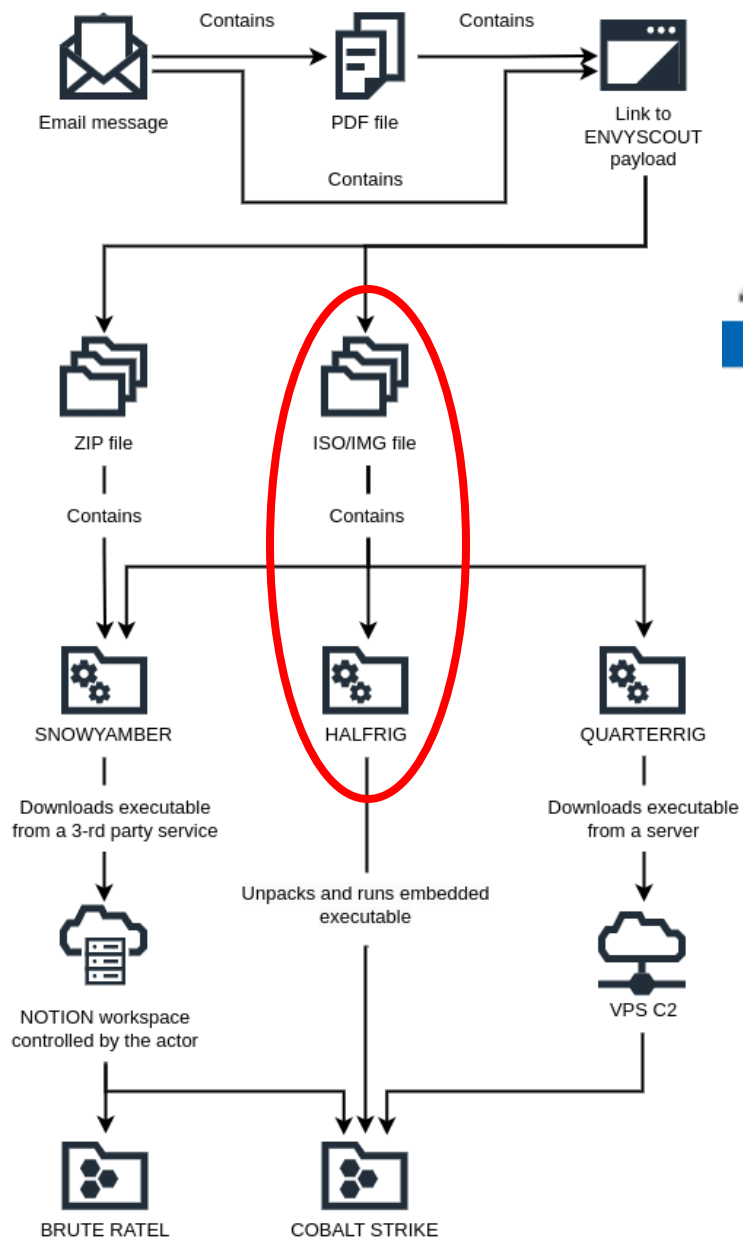 Contains
Contains
Email message
PDF file
Link to
ENVYSCOUT
payload
Contains
ZIP file
ISO/IMG file
Contains
Contains
SNOWYAMBER
HALFRIG
QUARTERRIG
Downloads executable
from a 3-rd party service
Downloads executable
from a server
Unpacks and runs embedded
executable
NOTION workspace
controlled by the actor
VPS C2
BRUTE RATEL
COBALT STRIKE